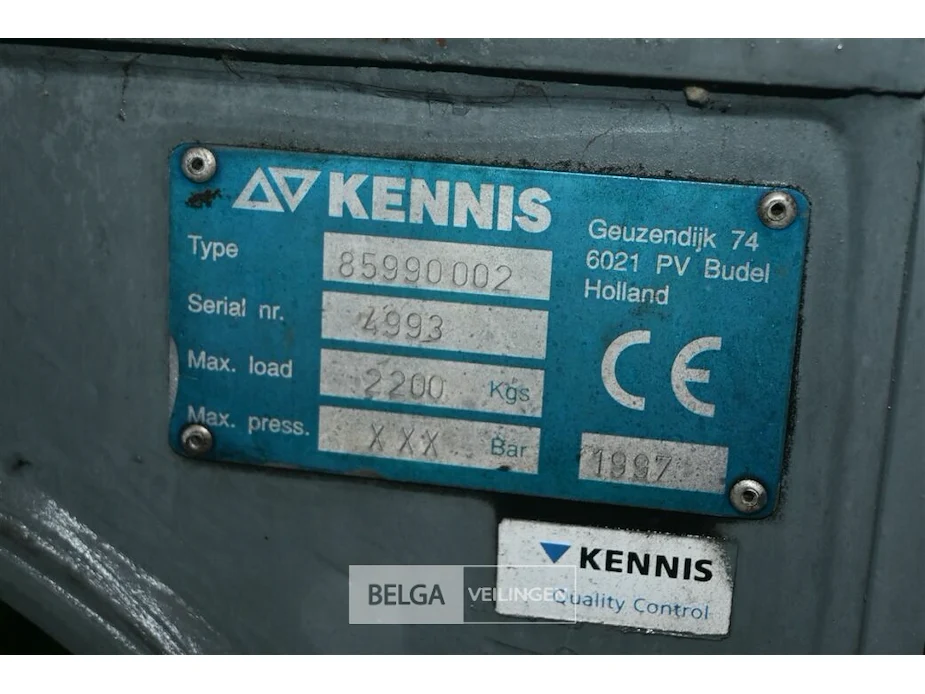 KENNIS
Geuzendijk 74
6021 PV Budel
Holland
Type 85990002
Serial nr. 4993
Max. load 2200 Kgs
Max. press. XXX Bar
CE
1997
KENNIS
Quality Control
BELGA VEILINGEN